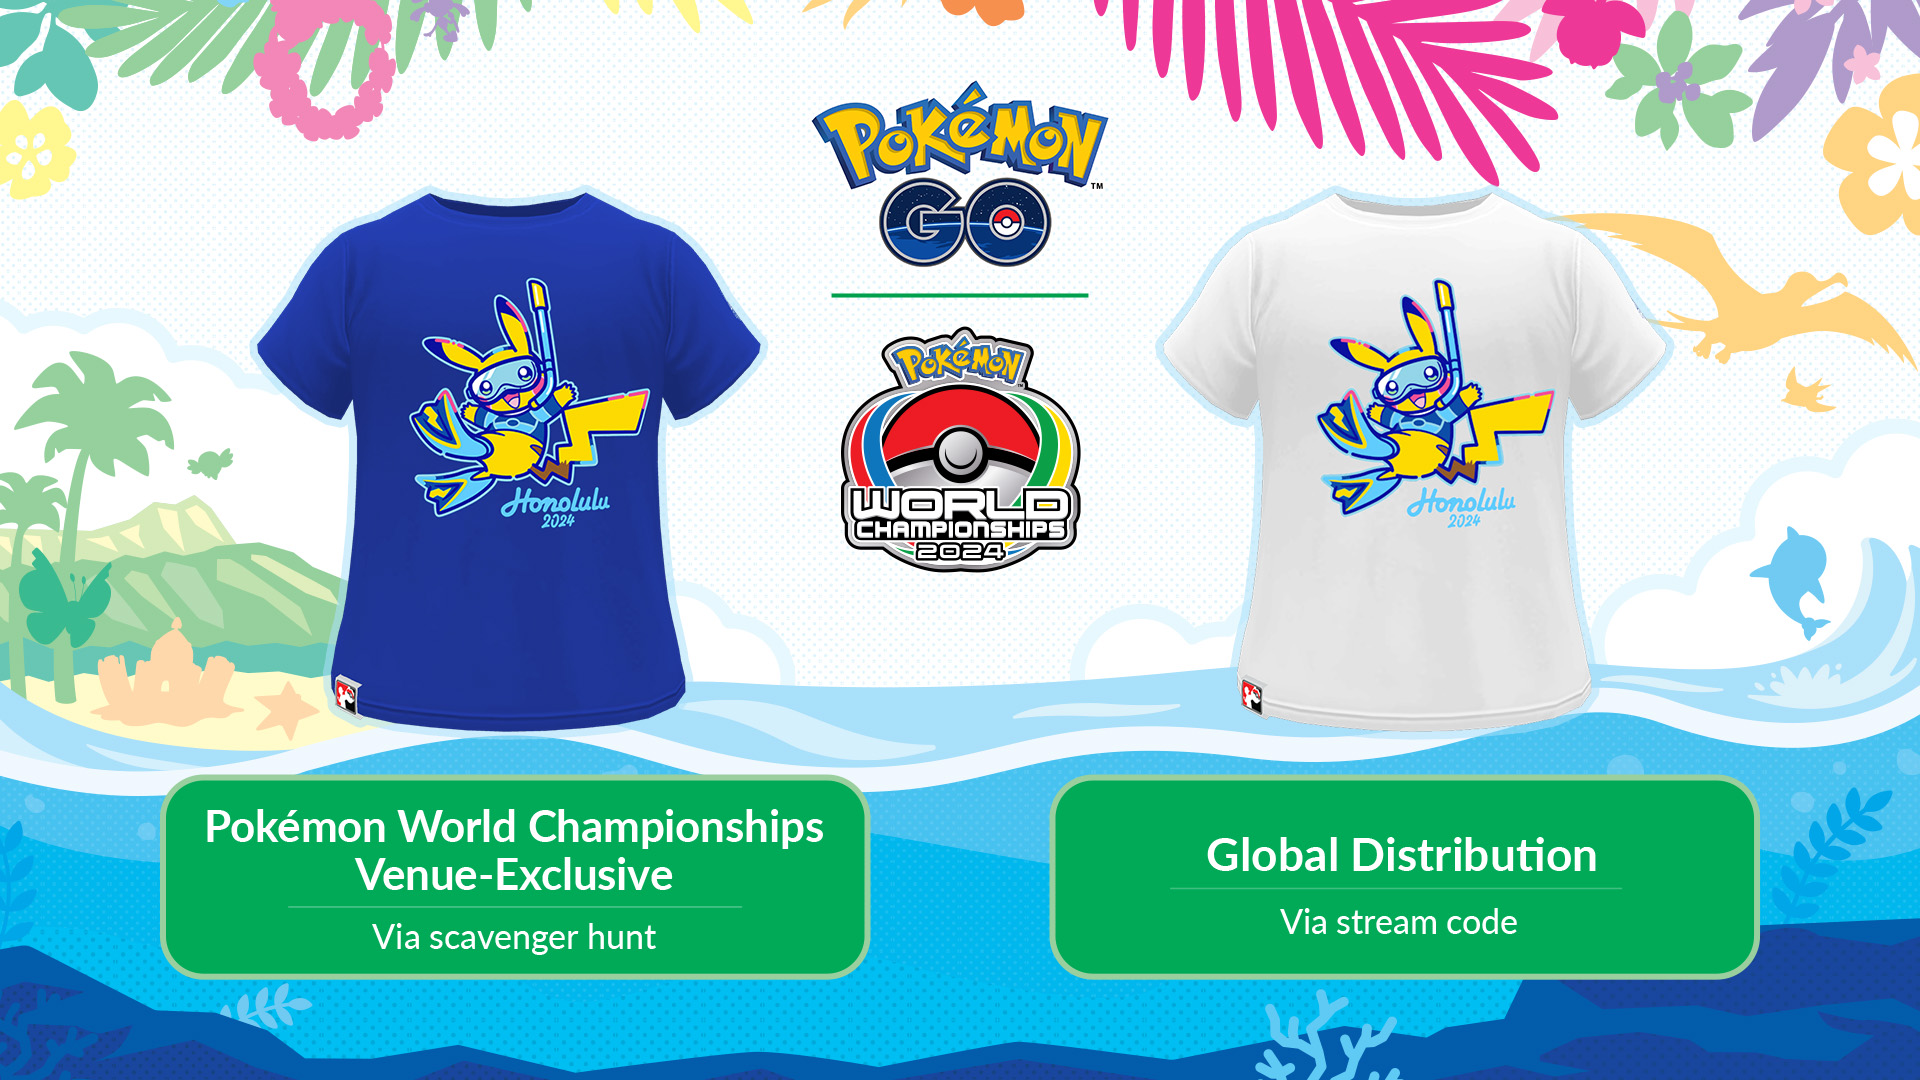 Pokémon
GO
TM
Pokémon
WORLD
CHAMPIONSHIPS
2024
Honolulu
2024
Honolulu
2024
Pokémon World Championships
Venue-Exclusive
Via scavenger hunt
Global Distribution
Via stream code